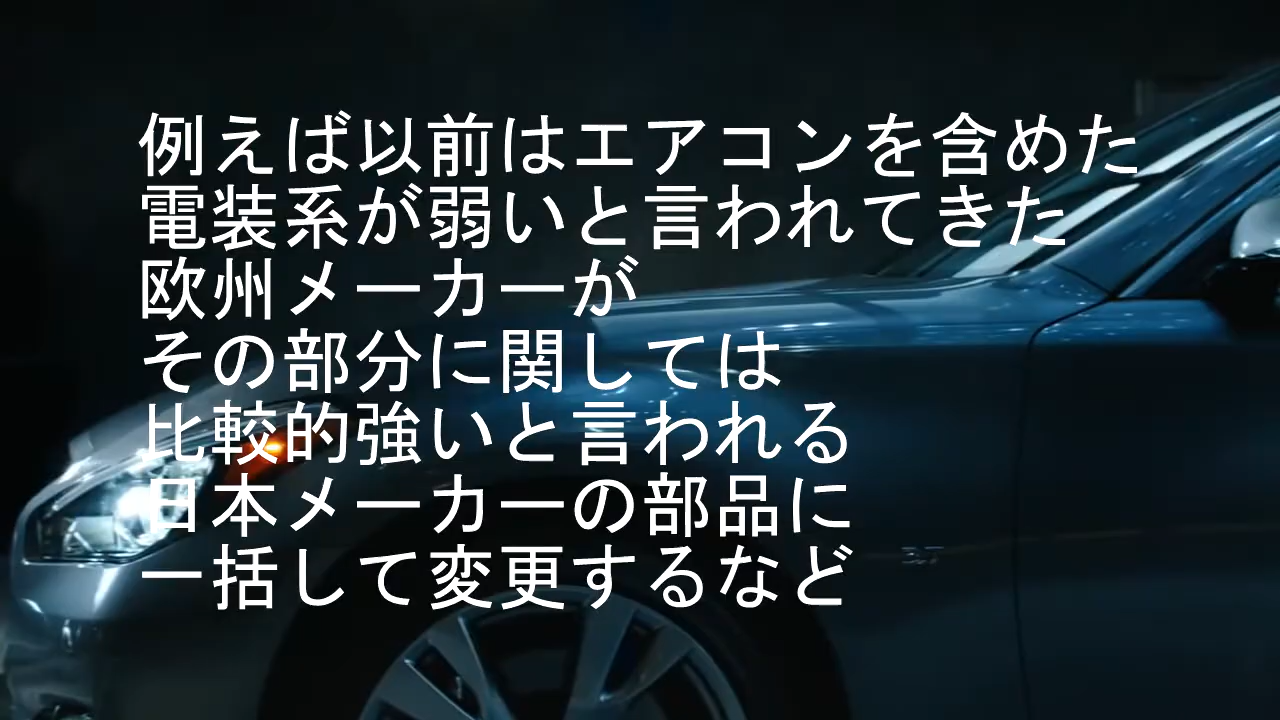 例えば以前はエアコンを含めた
電装系が弱いと言われてきた
欧州メーカーが
その部分に関しては
比較的強いと言われる
日本メーカーの部品に
一括して変更するなど
3.7